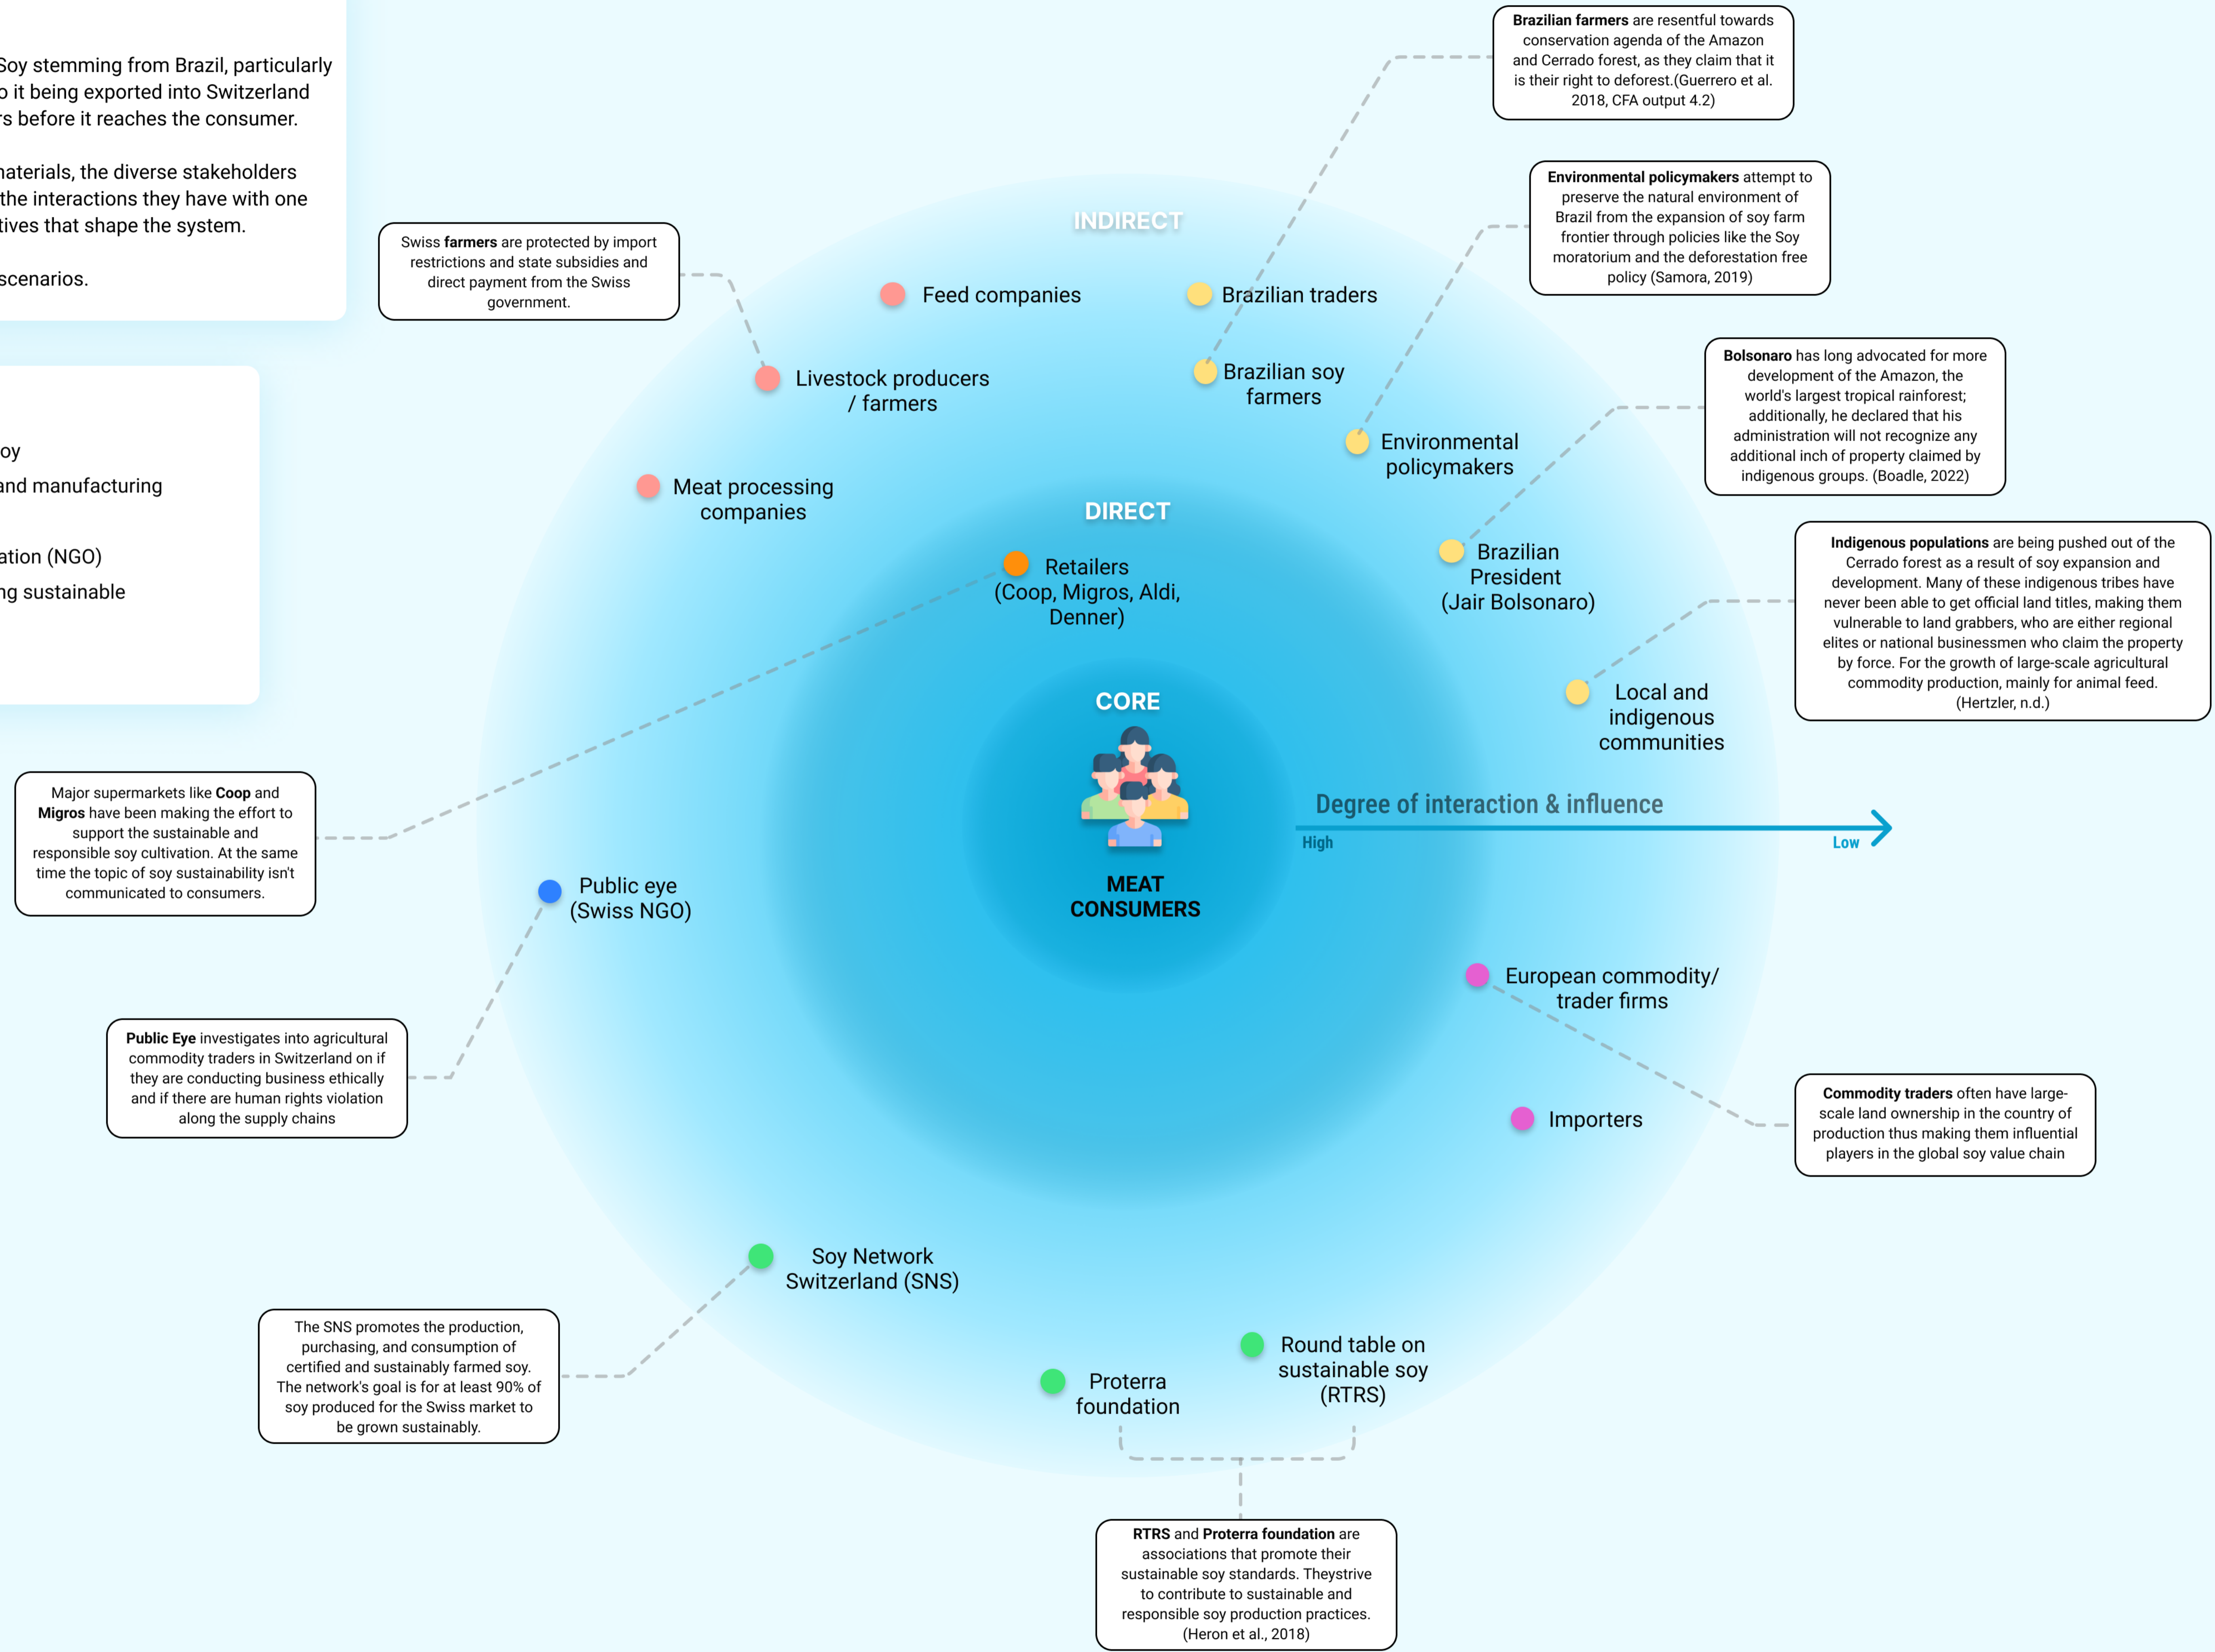 Soy stemming from Brazil, particularly
o it being exported into Switzerland
rs before it reaches the consumer.
naterials, the diverse stakeholders
the interactions they have with one
tives that shape the system.
scenarios.
oy
and manufacturing
ation (NGO)
ng sustainable
Brazilian farmers are resentful towards
conservation agenda of the Amazon
and Cerrado forest, as they claim that it
is their right to deforest.(Guerrero et al.
2018, CFA output 4.2)
Environmental policymakers attempt to
preserve the natural environment of
Brazil from the expansion of soy farm
frontier through policies like the Soy
moratorium and the deforestation free
policy (Samora, 2019)
Swiss farmers are protected by import
restrictions and state subsidies and
direct payment from the Swiss
government.
INDIRECT
Feed companies
Brazilian traders
Livestock producers
/ farmers
Brazilian soy
farmers
Environmental
policymakers
Meat processing
companies
Bolsonaro has long advocated for more
development of the Amazon, the
world's largest tropical rainforest;
additionally, he declared that his
administration will not recognize any
additional inch of property claimed by
indigenous groups. (Boadle, 2022)
DIRECT
Retailers
(Coop, Migros, Aldi,
Denner)
Brazilian
President
(Jair Bolsonaro)
Indigenous populations are being pushed out of the
Cerrado forest as a result of soy expansion and
development. Many of these indigenous tribes have
never been able to get official land titles, making them
vulnerable to land grabbers, who are either regional
elites or national businessmen who claim the property
by force. For the growth of large-scale agricultural
commodity production, mainly for animal feed.
(Hertzler, n.d.)
Local and
indigenous
communities
CORE
MEAT
CONSUMERS
Degree of interaction & influence
High
Low
Major supermarkets like Coop and
Migros have been making the effort to
support the sustainable and
responsible soy cultivation. At the same
time the topic of soy sustainability isn't
communicated to consumers.
Public eye
(Swiss NGO)
European commodity/
trader firms
Public Eye investigates into agricultural
commodity traders in Switzerland on if
they are conducting business ethically
and if there are human rights violation
along the supply chains
Importers
Commodity traders often have large-
scale land ownership in the country of
production thus making them influential
players in the global soy value chain
Soy Network
Switzerland (SNS)
The SNS promotes the production,
purchasing, and consumption of
certified and sustainably farmed soy.
The network's goal is for at least 90% of
soy produced for the Swiss market to
be grown sustainably.
Proterra
foundation
Round table on
sustainable soy
(RTRS)
RTRS and Proterra foundation are
associations that promote their
sustainable soy standards. Theystrive
to contribute to sustainable and
responsible soy production practices.
(Heron et al., 2018)